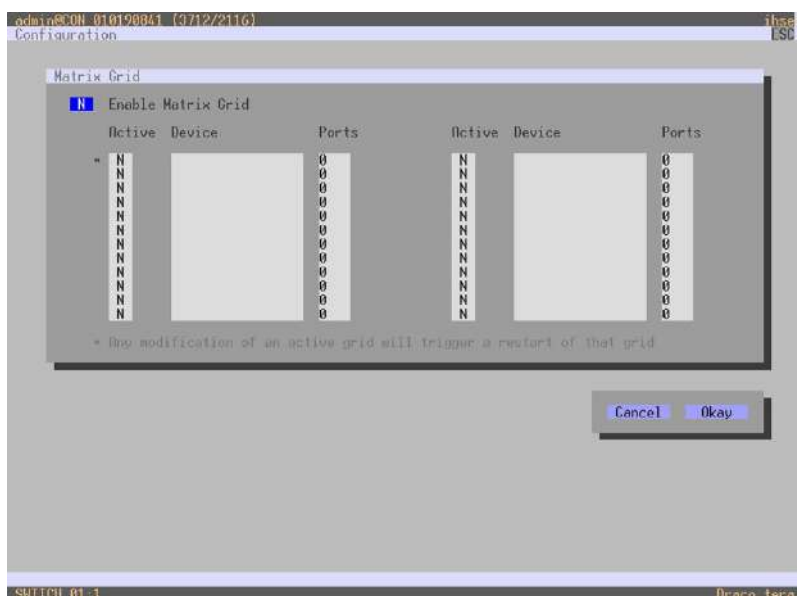 admin@CON 010190841 (3712/2116) ihse
Configuration ESC
Matrix Grid
N Enable Matrix Grid
Active Device Ports Active Device Ports
* N 0 N 0
N 0 N 0
N 0 N 0
N 0 N 0
N 0 N 0
N 0 N 0
N 0 N 0
N 0 N 0
N 0 N 0
N 0 N 0
N 0 N 0
N 0 N 0
* Any modification of an active grid will trigger a restart of that grid
Cancel Okay
SWITCH 01:1 Draco tera